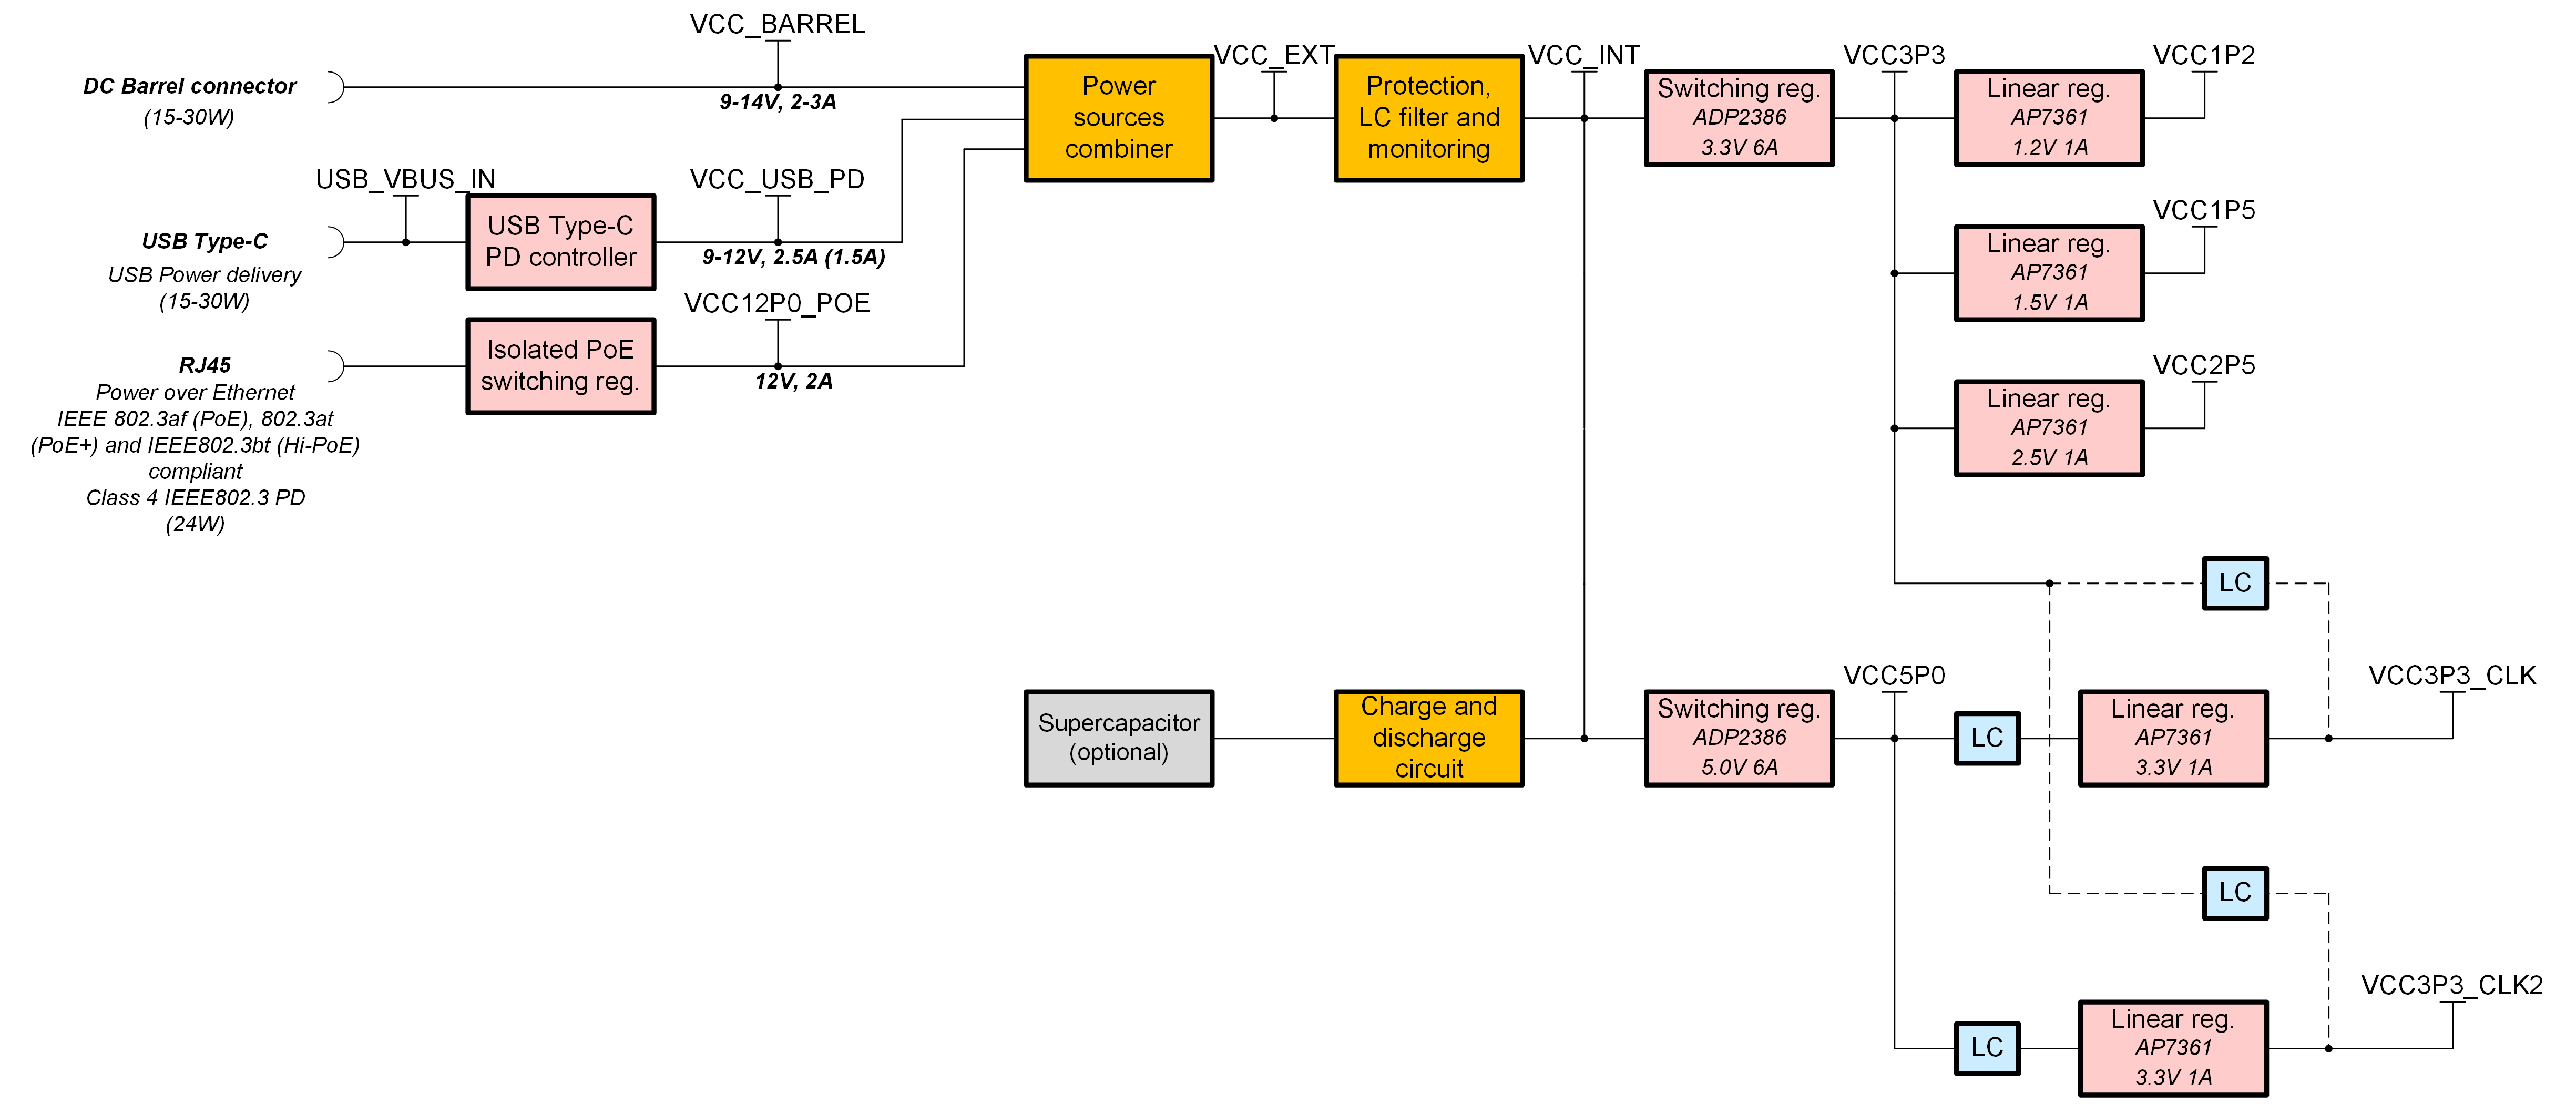 VCC_BARREL
DC Barrel connector
(15-30W)
9-14V, 2-3A
USB_VBUS_IN
VCC_USB_PD
USB Type-C
USB Power delivery
(15-30W)
USB Type-C
PD controller
9-12V, 2.5A (1.5A)
VCC12P0_POE
RJ45
Power over Ethernet
IEEE 802.3af (PoE), 802.3at
(PoE+) and IEEE802.3bt (Hi-PoE)
compliant
Class 4 IEEE802.3 PD
(24W)
Isolated PoE
switching reg.
12V, 2A
Power
sources
combiner
VCC_EXT
Protection,
LC filter and
monitoring
VCC_INT
Switching reg.
ADP2386
3.3V 6A
VCC3P3
Linear reg.
AP7361
1.2V 1A
VCC1P2
Linear reg.
AP7361
1.5V 1A
VCC1P5
Linear reg.
AP7361
2.5V 1A
VCC2P5
LC
Supercapacitor
(optional)
Charge and
discharge
circuit
Switching reg.
ADP2386
5.0V 6A
VCC5P0
LC
Linear reg.
AP7361
3.3V 1A
VCC3P3_CLK
LC
LC
Linear reg.
AP7361
3.3V 1A
VCC3P3_CLK2